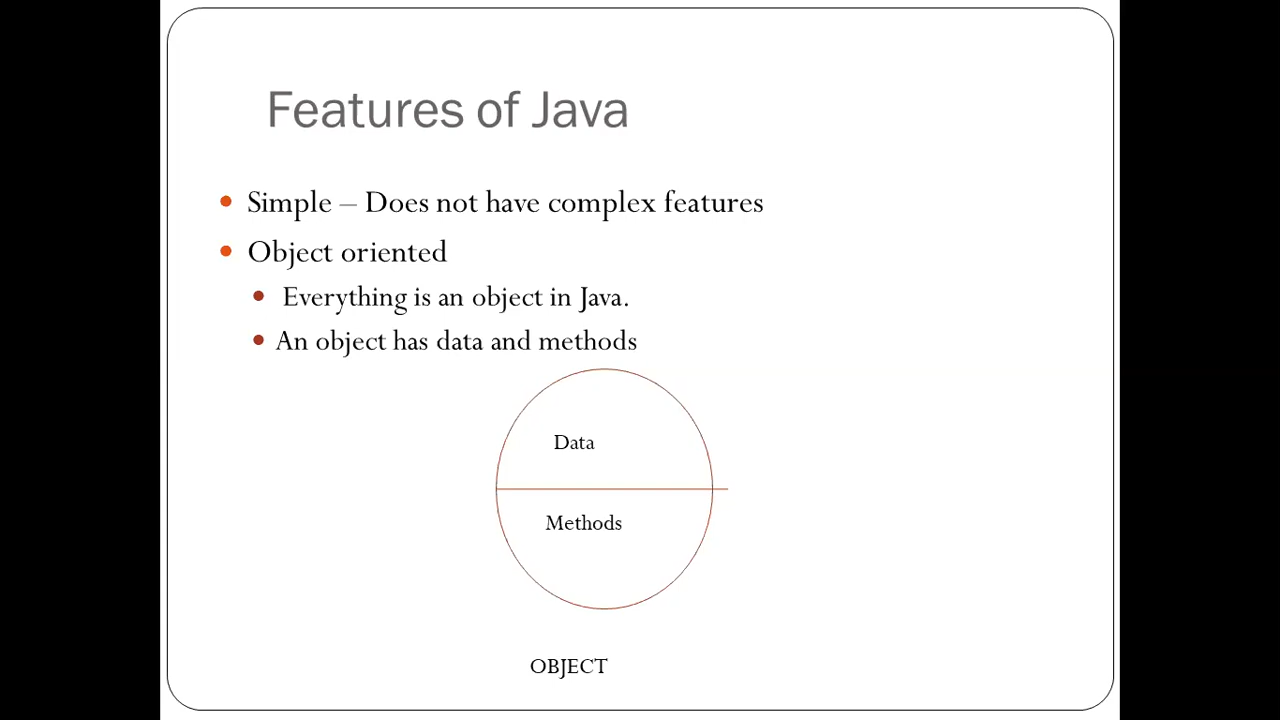 Features of Java
Simple – Does not have complex features
Object oriented
Everything is an object in Java.
An object has data and methods
Data
Methods
OBJECT